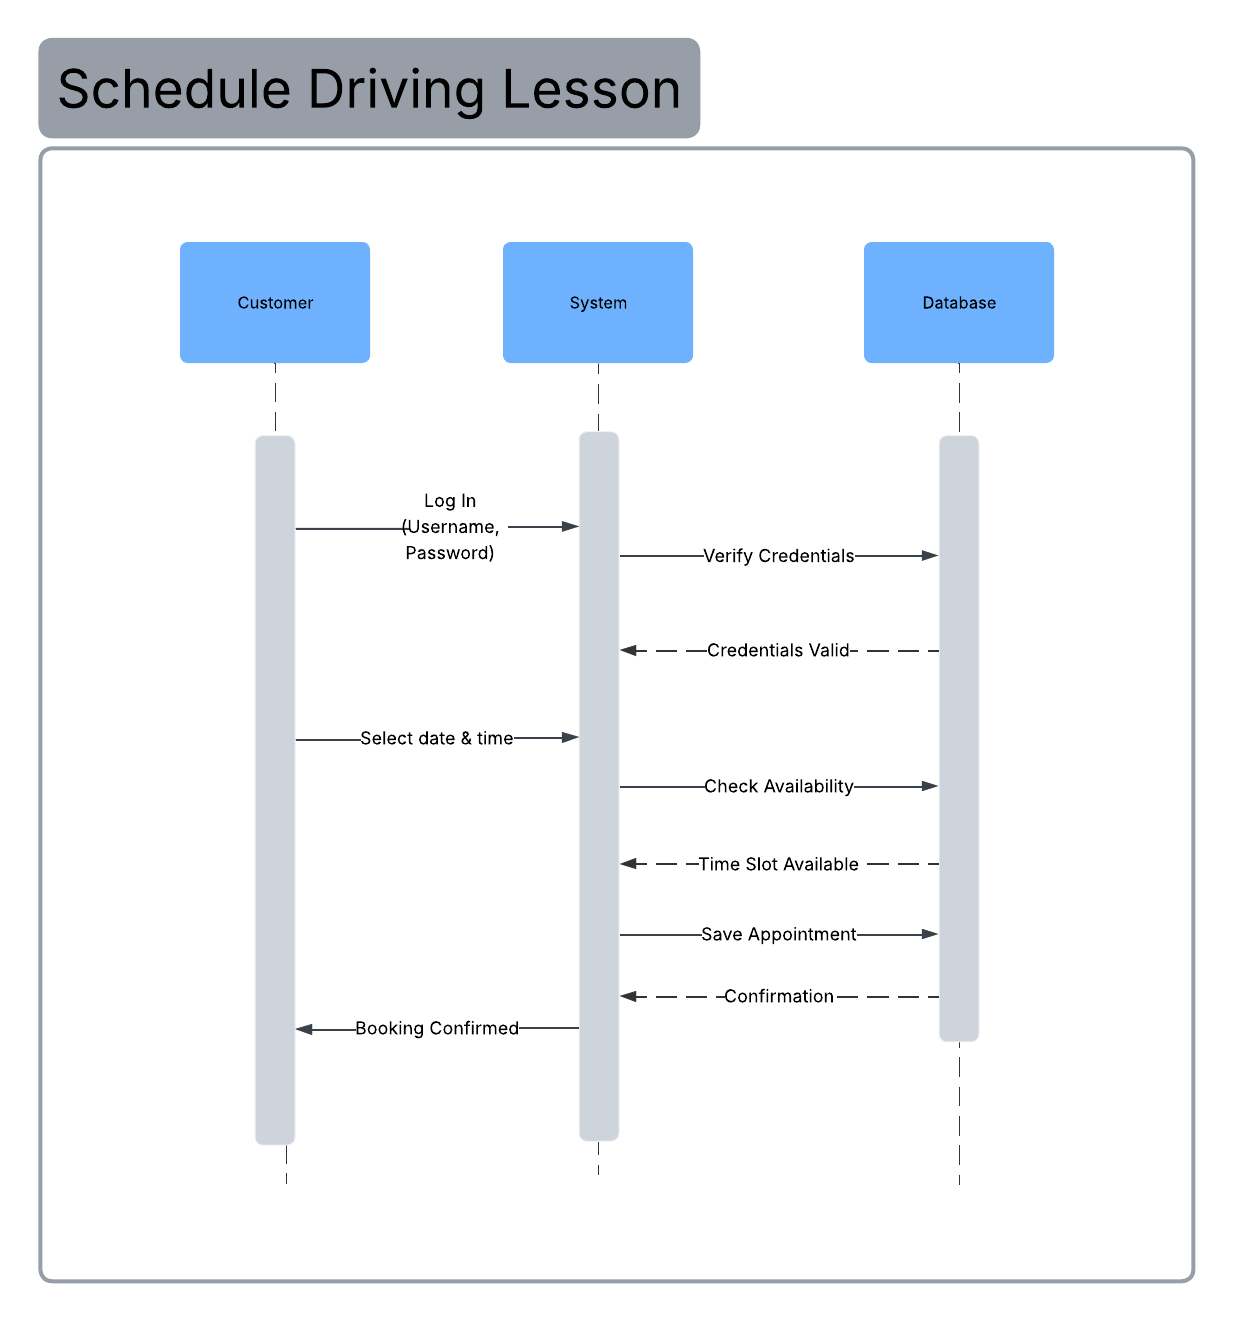 Schedule Driving Lesson
Customer
System
Database
Log In
(Username,
Password)
Verify Credentials
Credentials Valid
Select date & time
Check Availability
Time Slot Available
Save Appointment
Confirmation
Booking Confirmed